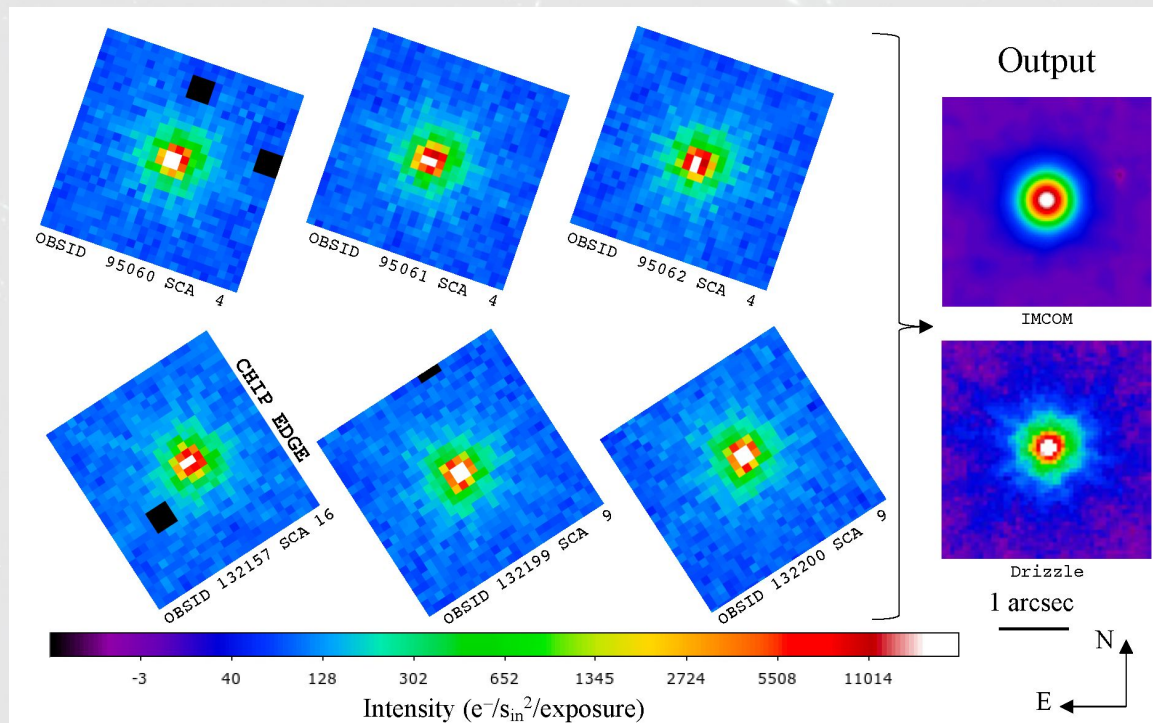 Output
OBSID 95060 SCA 4
OBSID 95061 SCA 4
OBSID 95062 SCA 4
IMCOM
CHIP EDGE
OBSID 132157 SCA 16
OBSID 132199 SCA 9
OBSID 132200 SCA 9
Drizzle
1 arcsec
-3 40 128 302 652 1345 2724 5508 11014
Intensity (e⁻/s_in²/exposure)
N
E